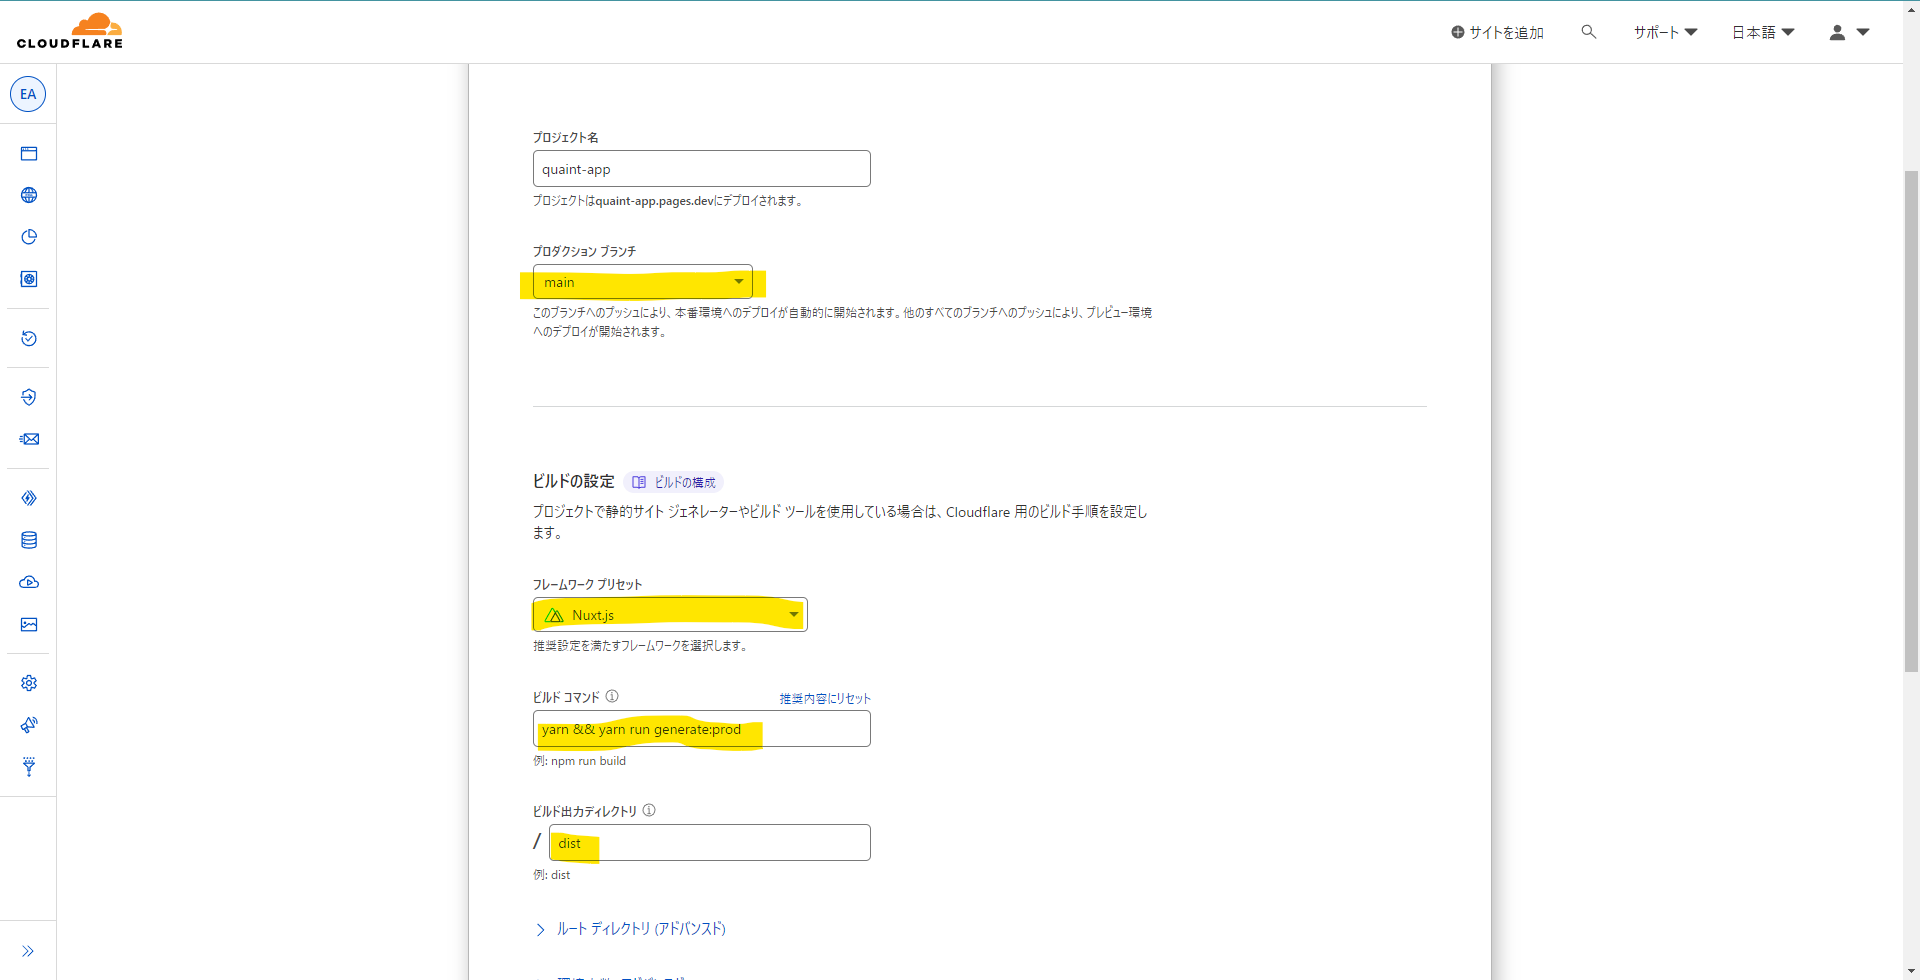 CLOUDFLARE
サイトを追加
サポート
日本語
EA
プロジェクト名
quaint-app
プロジェクトはquaint-app.pages.devにデプロイされます。
プロダクション ブランチ
main
このブランチへのプッシュにより、本番環境へのデプロイが自動的に開始されます。他のすべてのブランチへのプッシュにより、プレビュー環境
へのデプロイが開始されます。
ビルドの設定
ビルドの構成
プロジェクトで静的サイト ジェネレーターやビルド ツールを使用している場合は、Cloudflare 用のビルド手順を設定し
ます。
フレームワーク プリセット
Nuxt.js
推奨設定を満たすフレームワークを選択します。
ビルド コマンド
推奨内容にリセット
yarn && yarn run generate:prod
例: npm run build
ビルド出力ディレクトリ
/
dist
例: dist
ルート ディレクトリ (アドバンスド)